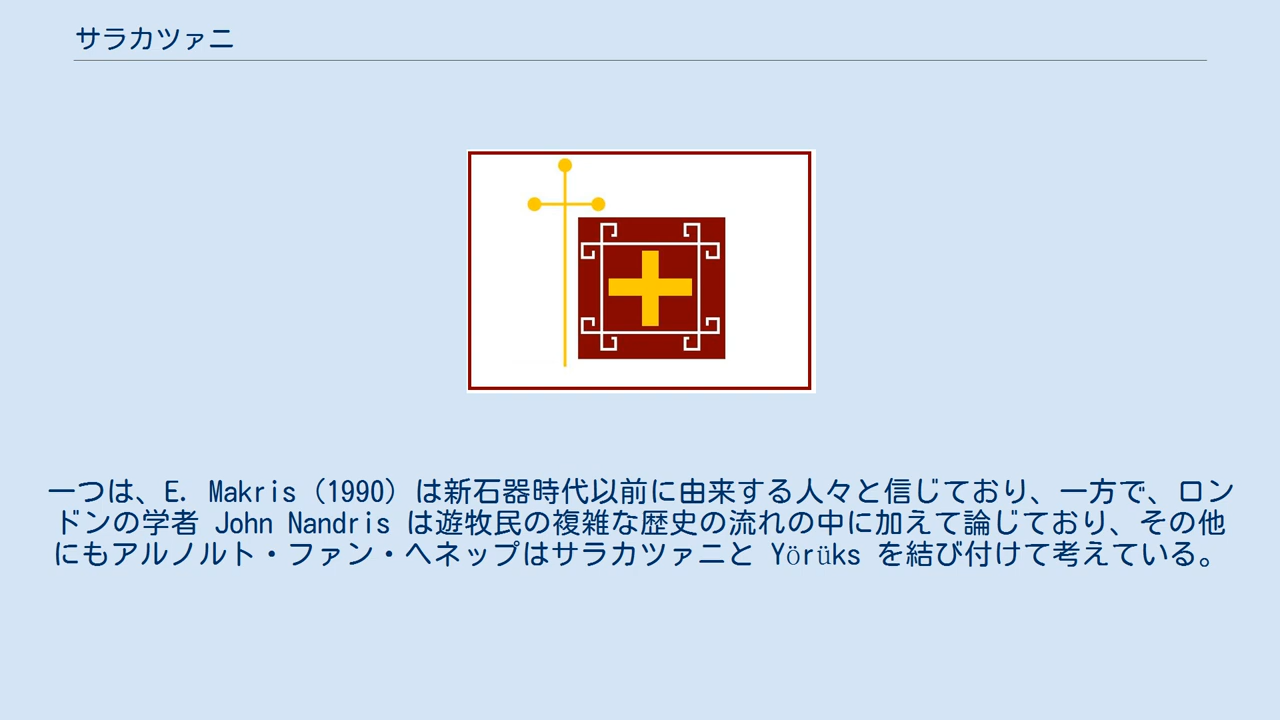 サラカツァニ
一つは、E. Makris (1990) は新石器時代以前に由来する人々と信じており、一方で、ロン
ドンの学者 John Nandris は遊牧民の複雑な歴史の流れの中に加えて論じており、その他
にもアルノルト・ファン・ヘネップはサラカツァニと Yörüks を結び付けて考えている。